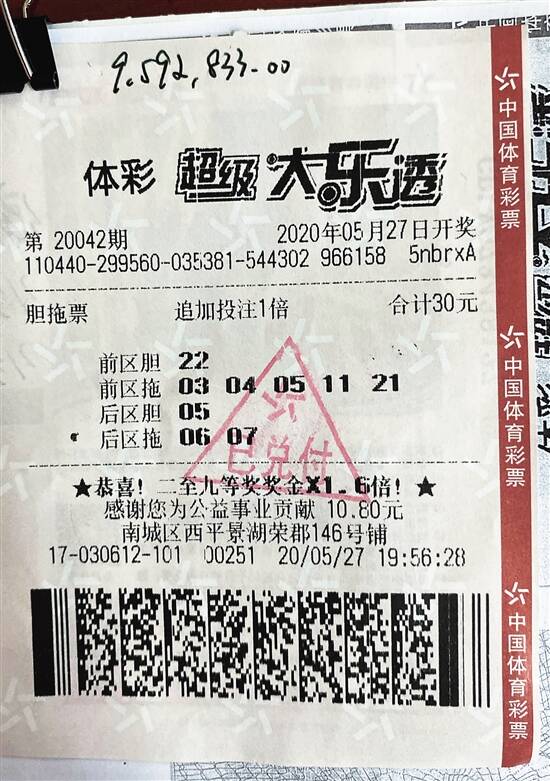 9.592,833-00
体彩 超级大乐透
第 20042期 2020年05月27日开奖
110440-299560-035381-544302 966158 5nbrxA
胆拖票 追加投注1倍 合计30元
前区胆 22
前区拖 03 04 05 11 21
后区胆 05
后区拖 06 07
已兑付
★恭喜! 二至九等奖奖金X1.6倍! ★
感谢您为公益事业贡献 10.80元
南城区西平景湖荣郡146号铺
17-030612-101 00251 20/05/27 19:56:28
中国体育彩票
中国体育彩票
中国体育彩票